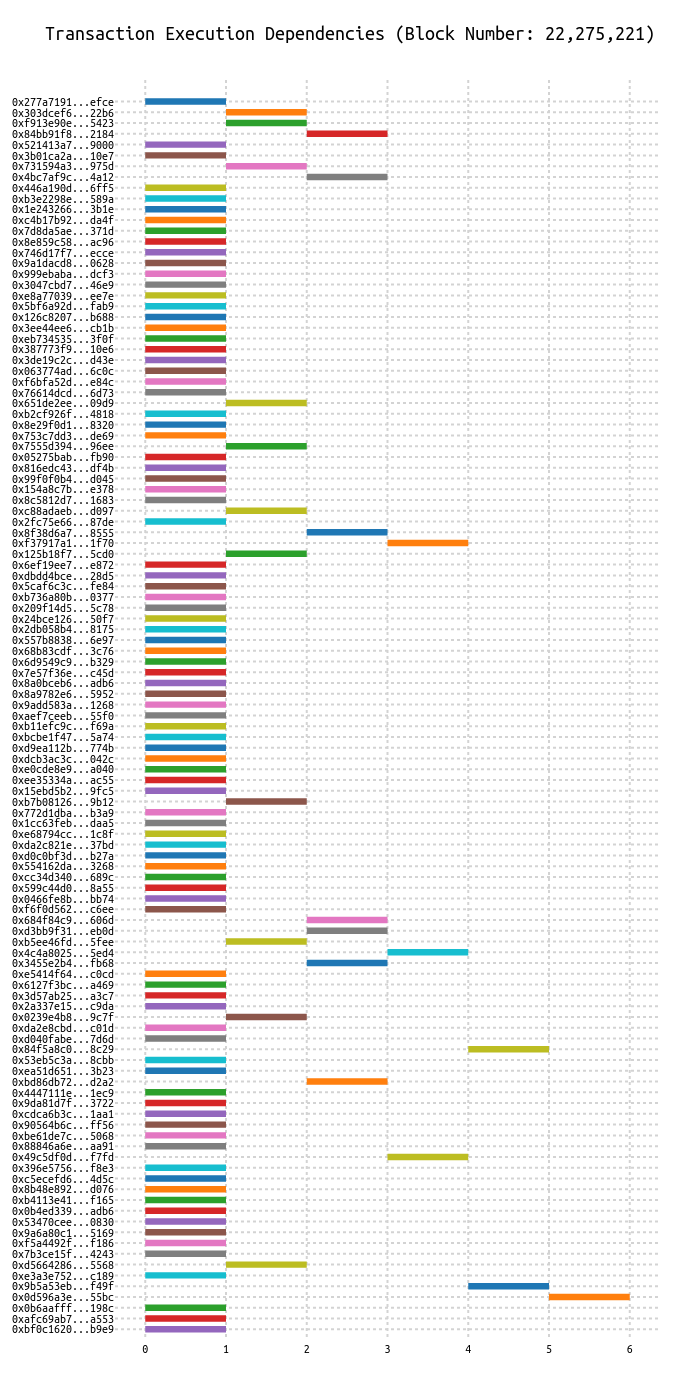 Transaction Execution Dependencies (Block Number: 22,275,221)
0x277a7191...efce
0x303dcef6...22b6
0xf913e90e...5423
0x84bb91f8...2184
0x521413a7...9000
0x3b01ca2a...10e7
0x731594a3...975d
0x4bc7af9c...4a12
0x446a190d...6ff5
0xb3e2298e...589a
0x1e243266...3b1e
0xc4b17b92...da4f
0x7d8da5ae...371d
0x8e859c58...ac96
0x746d17f7...ecce
0x9a1dacd8...0628
0x999ebaba...dcf3
0x3047cbd7...46e9
0xe8a77039...ee7e
0x5bf6a92d...fab9
0x126c8207...b688
0x3ee44ee6...cb1b
0xeb734535...3f0f
0x387773f9...10e6
0x3de19c2c...d43e
0x063774ad...6c0c
0xf6bfa52d...e84c
0x76614dcd...6d73
0x651de2ee...09d9
0xb2cf926f...4818
0x8e29f0d1...8320
0x753c7dd3...de69
0x7555d394...96ee
0x05275bab...fb90
0x816edc43...df4b
0x99f0f0b4...d045
0x154a8c7b...e378
0x8c5812d7...1683
0xc88adaeb...d097
0x2fc75e66...87de
0x8f38d6a7...8555
0xf37917a1...1f70
0x125b18f7...5cd0
0x6ef19ee7...e872
0xdbdd4bce...28d5
0x5caf6c3c...fe84
0xb736a80b...0377
0x209f14d5...5c78
0x24bce126...50f7
0x2db058b4...8175
0x557b8838...6e97
0x68b83cdf...3c76
0x6d9549c9...b329
0x7e57f36e...c45d
0x8a0bceb6...adb6
0x8a9782e6...5952
0x9add583a...1268
0xaef7ceeb...55f0
0xb11efc9c...f69a
0xbcbe1f47...5a74
0xd9ea112b...774b
0xdcb3ac3c...042c
0xe0cde8e9...a040
0xee35334a...ac55
0x15ebd5b2...9fc5
0xb7b08126...9b12
0x772d1dba...b3a9
0x1cc63feb...daa5
0xe68794cc...1c8f
0xda2c821e...37bd
0xd0c0bf3d...b27a
0x554162da...3268
0xcc34d340...689c
0x599c44d0...8a55
0x0466fe8b...bb74
0xf6f0d562...c6ee
0x684f84c9...606d
0xd3bb9f31...eb0d
0xb5ee46fd...5fee
0x4c4a8025...5ed4
0x3455e2b4...fb68
0xe5414f64...c0cd
0x6127f3bc...a469
0x3d57ab25...a3c7
0x2a337e15...c9da
0x0239e4b8...9c7f
0xda2e8cbd...c01d
0xd040fabe...7d6d
0x84f5a8c0...8c29
0x53eb5c3a...8cbb
0xea51d651...3b23
0xbd86db72...d2a2
0x4447111e...1ec9
0x9da81d7f...3722
0xcdca6b3c...1aa1
0x90564b6c...ff56
0xbe61de7c...5068
0x88846a6e...aa91
0x49c5df0d...f7fd
0x396e5756...f8e3
0xc5ecefd6...4d5c
0x8b48e892...d076
0xb4113e41...f165
0x0b4ed339...adb6
0x53470cee...0830
0x9a6a80c1...5169
0xf5a4492f...f186
0x7b3ce15f...4243
0xd5664286...5568
0xe3a3e752...c189
0x9b5a53eb...f49f
0x0d596a3e...55bc
0x0b6aafff...198c
0xafc69ab7...a553
0xbf0c1620...b9e9
0 1 2 3 4 5 6